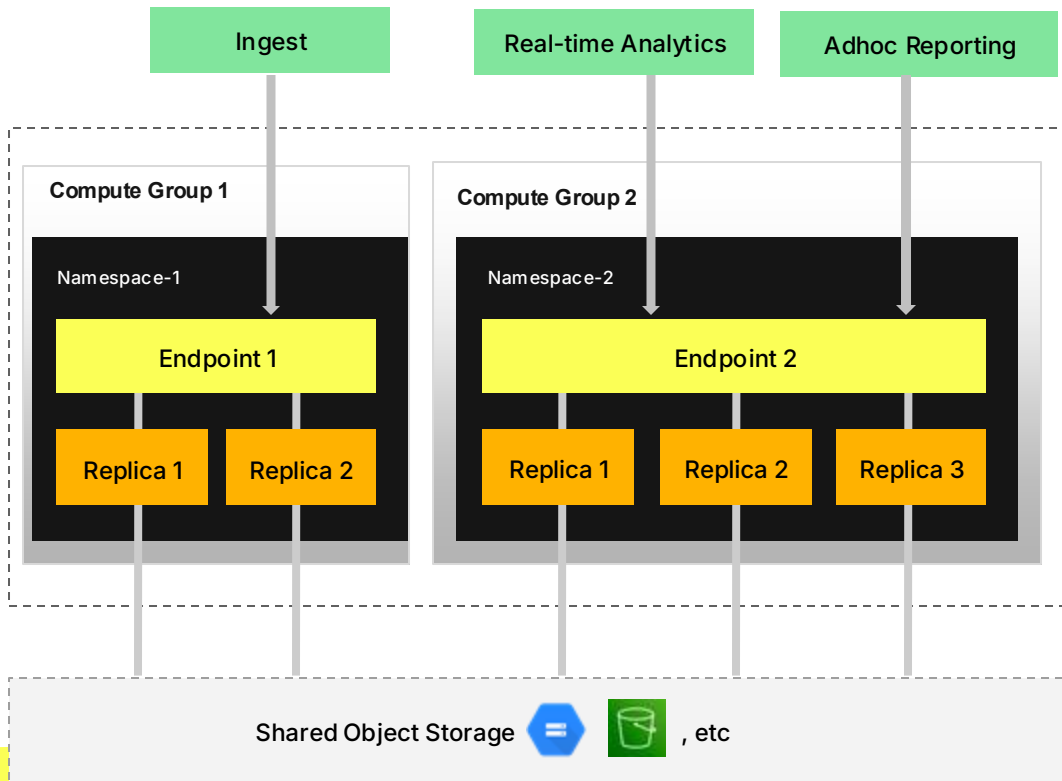 Ingest
Real-time Analytics
Adhoc Reporting
Compute Group 1
Compute Group 2
Namespace-1
Namespace-2
Endpoint 1
Endpoint 2
Replica 1
Replica 2
Replica 1
Replica 2
Replica 3
Shared Object Storage , etc